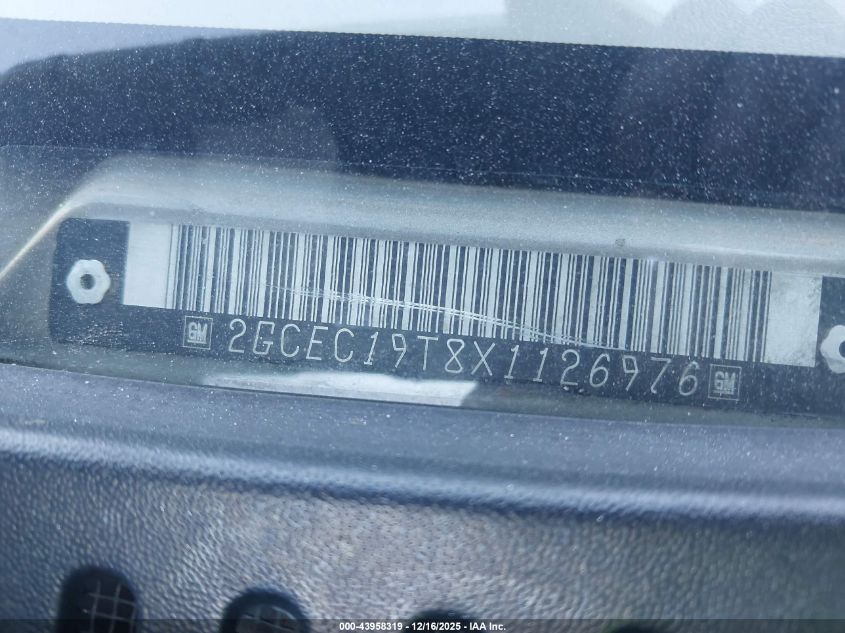 GM 2GCEC19T8X1126976 GM
000-43958319 - 12/16/2025 - IAA Inc.